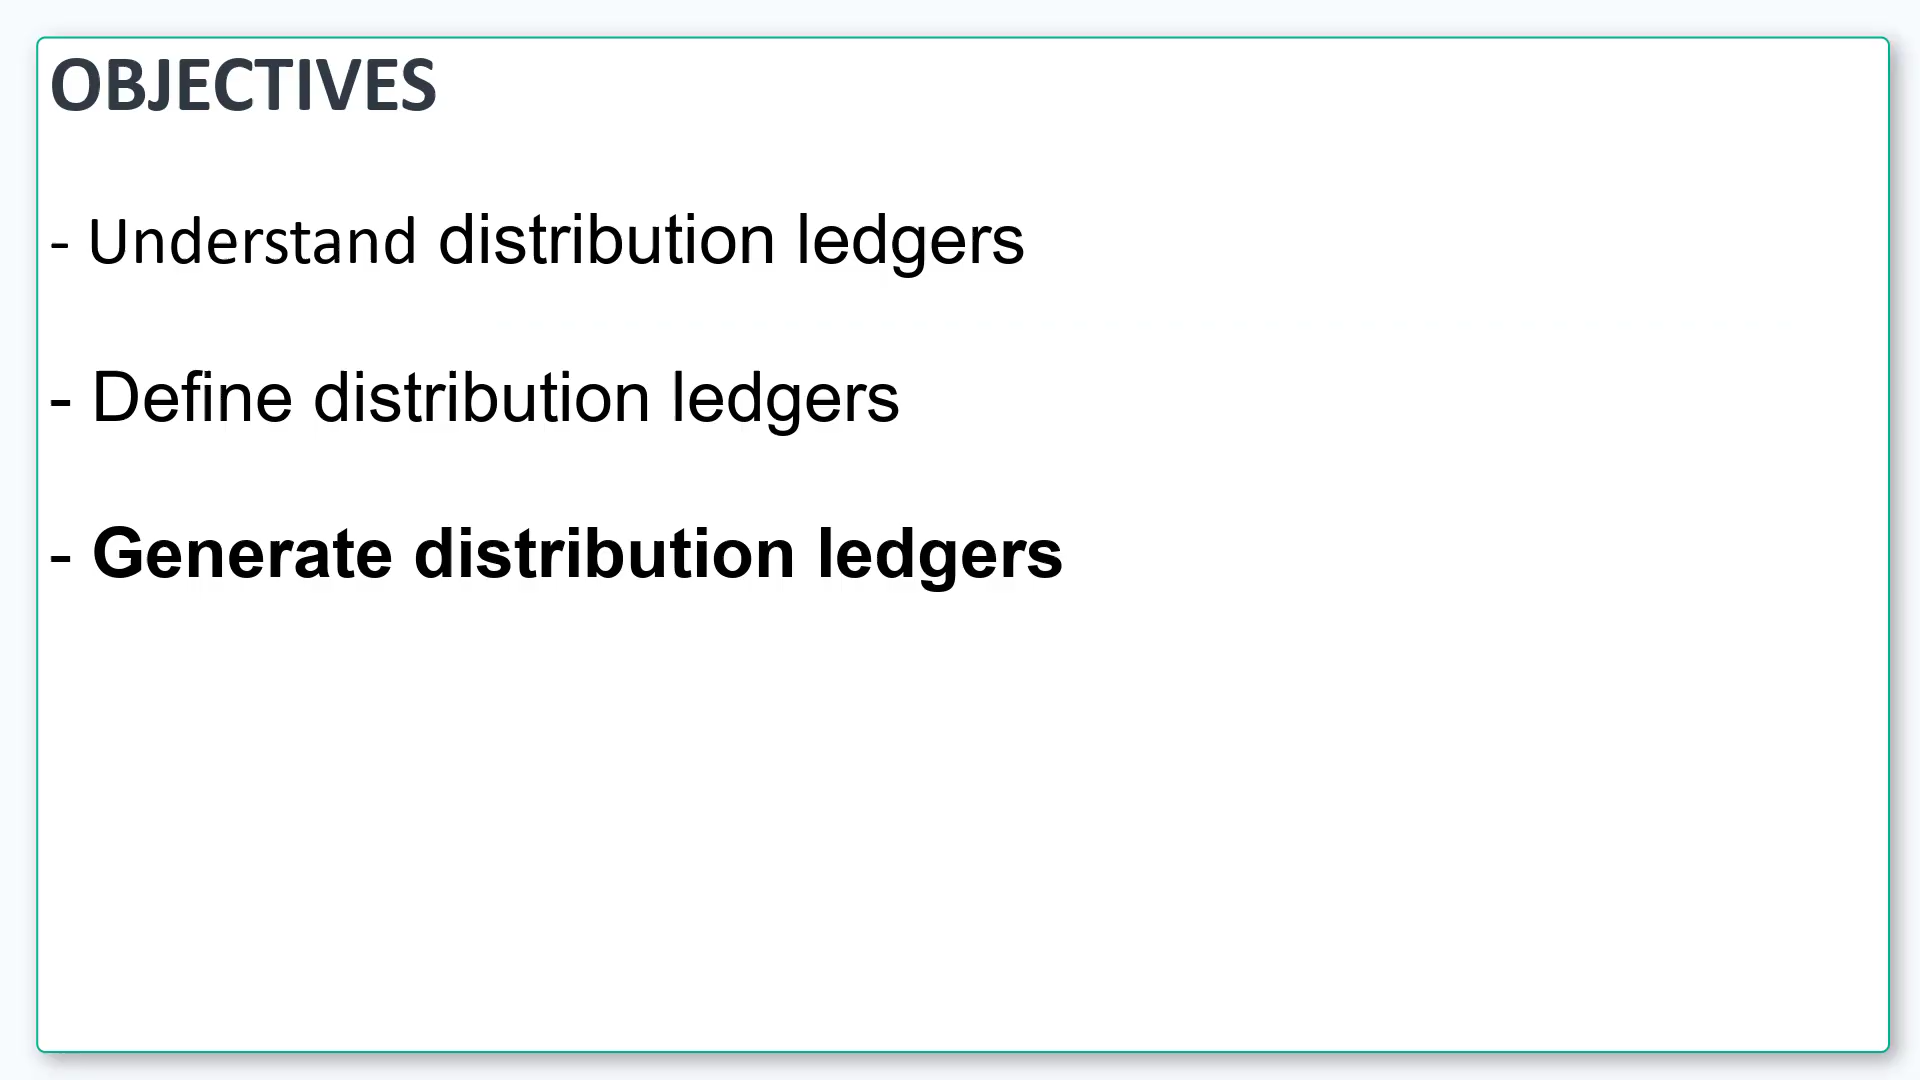 OBJECTIVES
- Understand distribution ledgers
- Define distribution ledgers
- Generate distribution ledgers